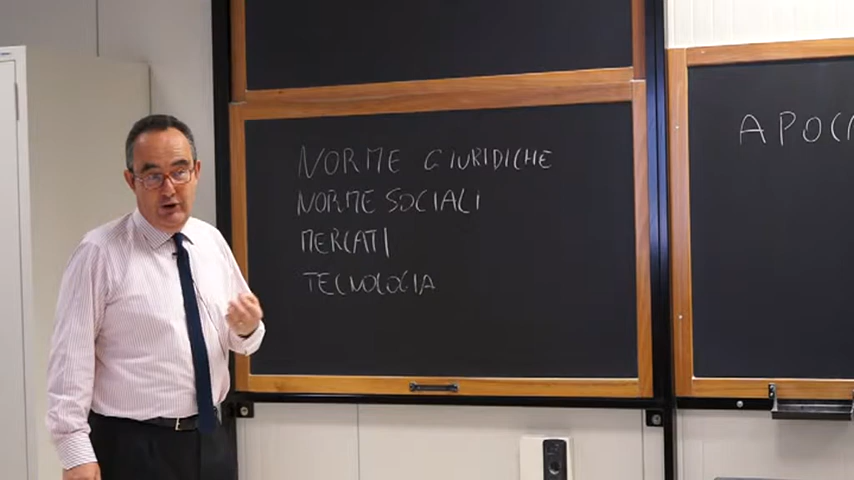 NORME GIURIDICHE
NORME SOCIALI
MERCATI
TECNOLOGIA